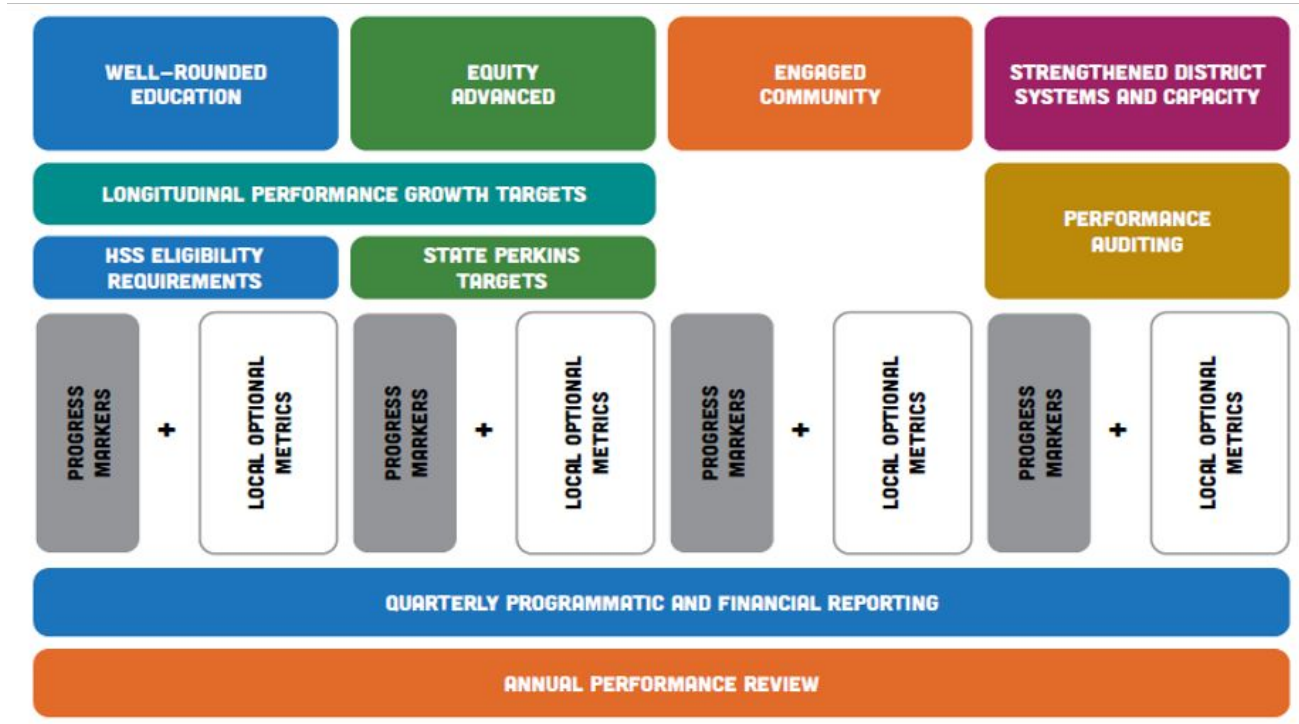 WELL-ROUNDED
EDUCATION
EQUITY
ADVANCED
ENGAGED
COMMUNITY
STRENGTHENED DISTRICT
SYSTEMS AND CAPACITY
LONGITUDINAL PERFORMANCE GROWTH TARGETS
PERFORMANCE
AUDITING
HSS ELIGIBILITY
REQUIREMENTS
STATE PERKINS
TARGETS
PROGRESS
MARKERS
+
LOCAL OPTIONAL
METRICS
PROGRESS
MARKERS
+
LOCAL OPTIONAL
METRICS
PROGRESS
MARKERS
+
LOCAL OPTIONAL
METRICS
PROGRESS
MARKERS
+
LOCAL OPTIONAL
METRICS
QUARTERLY PROGRAMMATIC AND FINANCIAL REPORTING
ANNUAL PERFORMANCE REVIEW